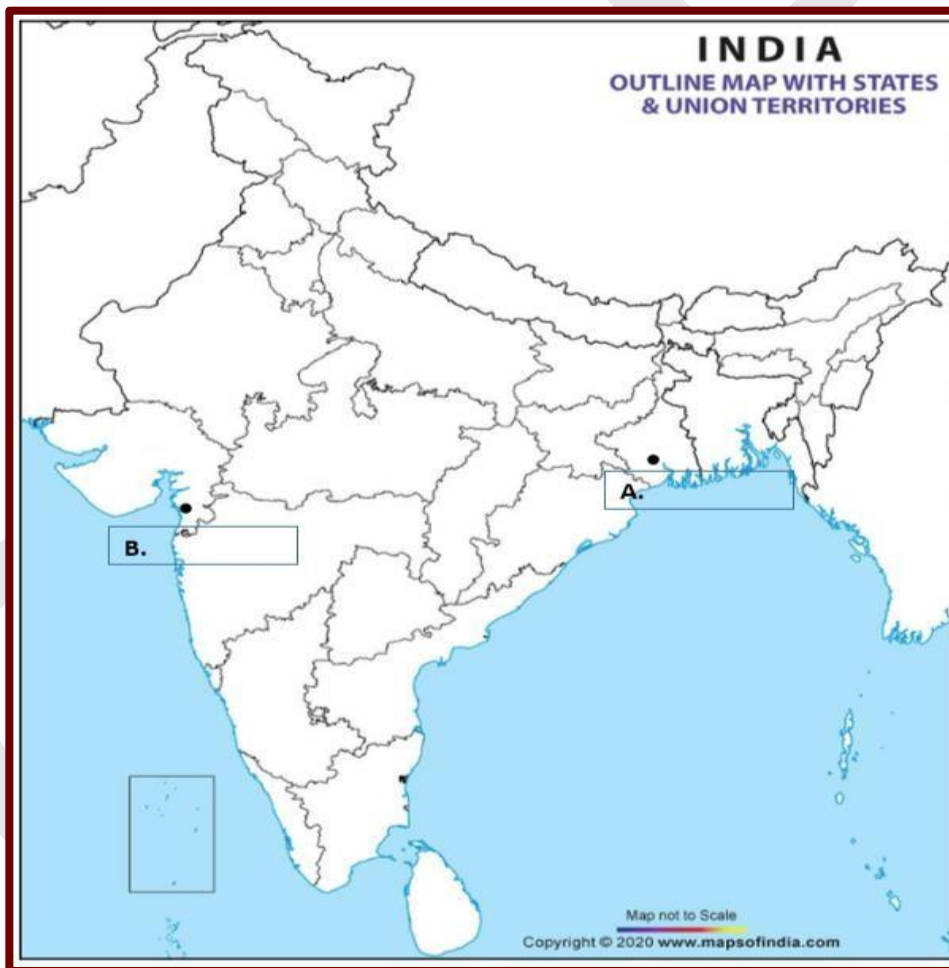 INDIA
OUTLINE MAP WITH STATES
& UNION TERRITORIES
A.
B.
Map not to Scale
Copyright © 2020 www.mapsofindia.com